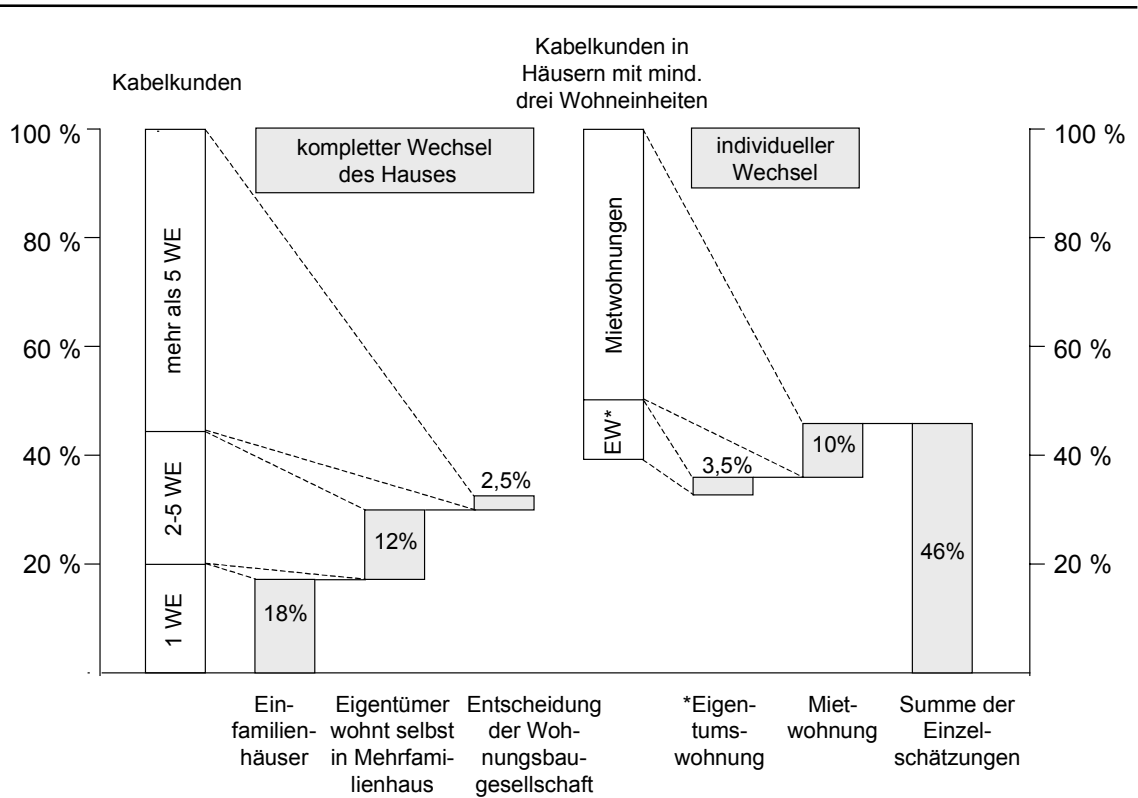 Kabelkunden
Kabelkunden in
Häusern mit mind.
drei Wohneinheiten
100 %
80 %
60 %
40 %
20 %
-
kompletter Wechsel
des Hauses
individueller
Wechsel
100 %
80 %
60 %
40 %
20 %
mehr als 5 WE
2-5 WE
1 WE
18%
12%
2,5%
Mietwohnungen
EW*
3,5%
10%
46%
Ein-
familien-
häuser
Eigentümer
wohnt selbst
in Mehrfami-
lienhaus
Entscheidung
der Woh-
nungsbau-
gesellschaft
*Eigen-
tums-
wohnung
Miet-
wohnung
Summe der
Einzel-
schätzungen